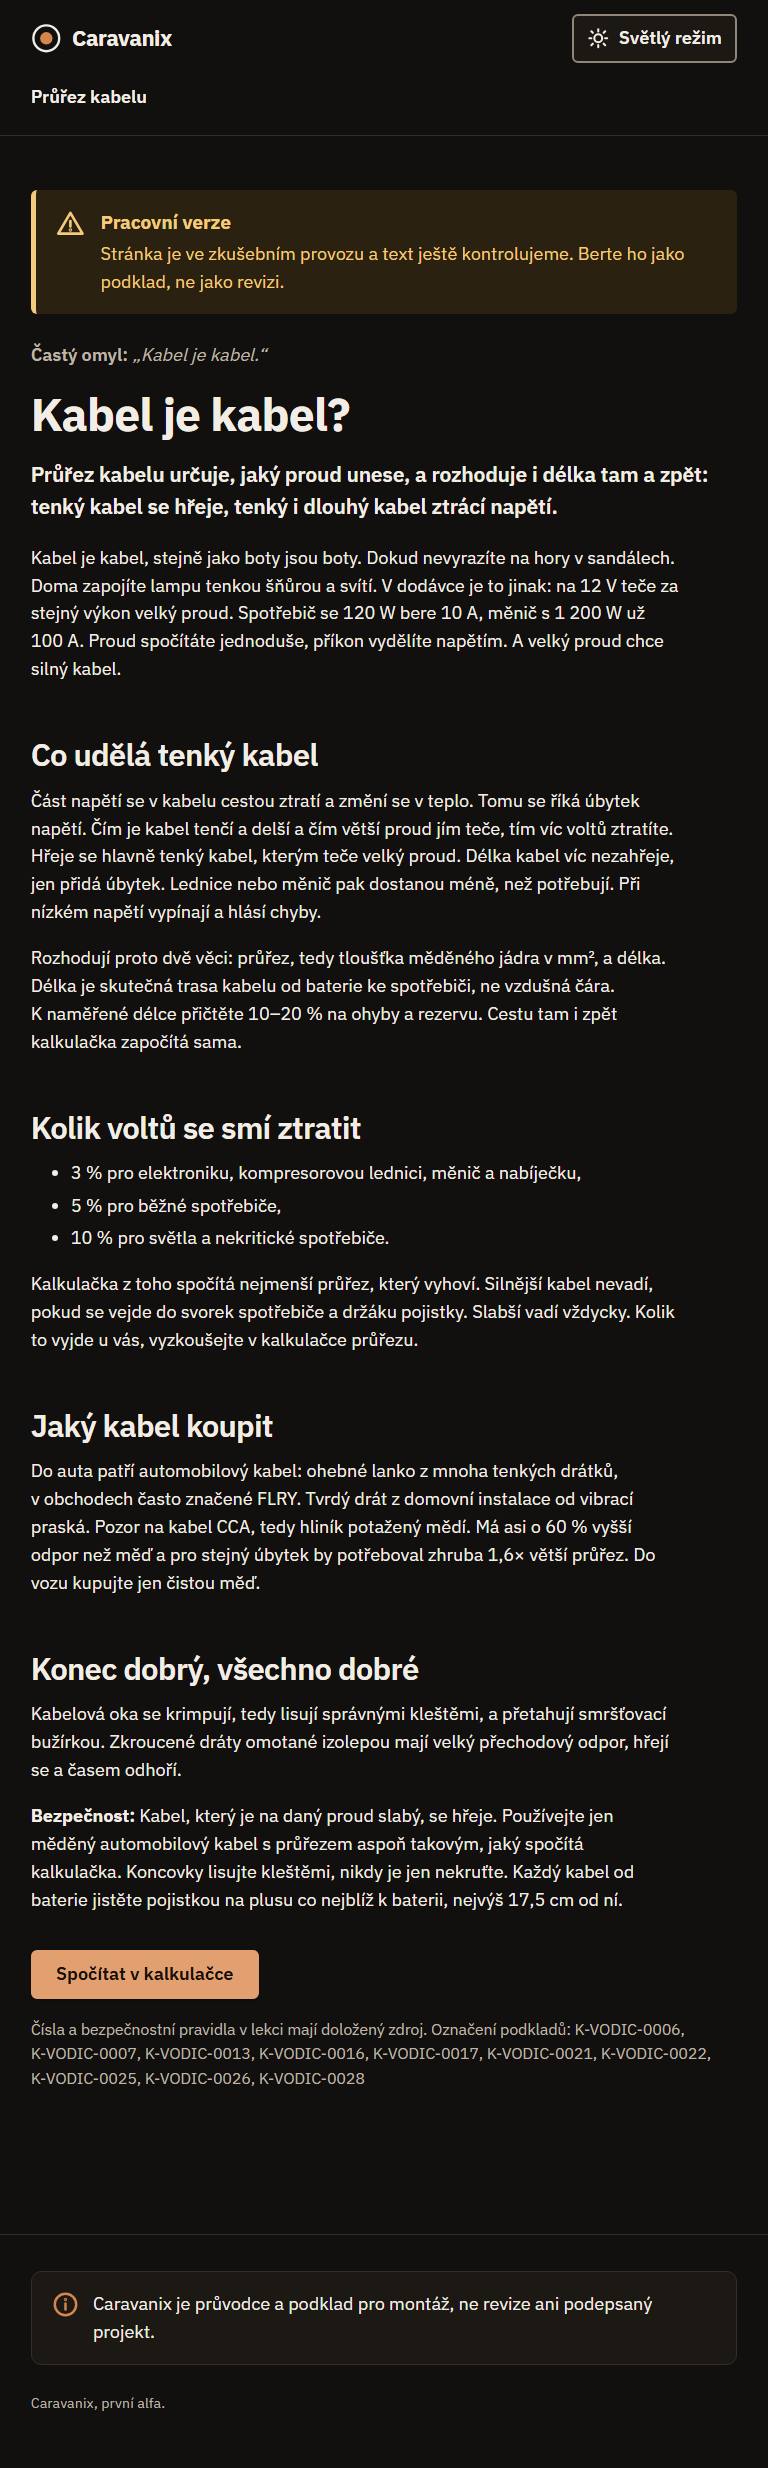 Caravanix
Světlý režim
Průřez kabelu
Pracovní verze
Stránka je ve zkušebním provozu a text ještě kontrolujeme. Berte ho jako
podklad, ne jako revizi.
Častý omyl: „Kabel je kabel.“
Kabel je kabel?
Průřez kabelu určuje, jaký proud unese, a rozhoduje i délka tam a zpět:
tenký kabel se hřeje, tenký i dlouhý kabel ztrácí napětí.
Kabel je kabel, stejně jako boty jsou boty. Dokud nevyrazíte na hory v sandálech.
Doma zapojíte lampu tenkou šňůrou a svítí. V dodávce je to jinak: na 12 V teče za
stejný výkon velký proud. Spotřebič se 120 W bere 10 A, měnič s 1 200 W už
100 A. Proud spočítáte jednoduše, příkon vydělíte napětím. A velký proud chce
silný kabel.
Co udělá tenký kabel
Část napětí se v kabelu cestou ztratí a změní se v teplo. Tomu se říká úbytek
napětí. Čím je kabel tenčí a delší a čím větší proud jím teče, tím víc voltů ztratíte.
Hřeje se hlavně tenký kabel, kterým teče velký proud. Délka kabel víc nezahřeje,
jen přidá úbytek. Lednice nebo měnič pak dostanou méně, než potřebují. Při
nízkém napětí vypínají a hlásí chyby.
Rozhodují proto dvě věci: průřez, tedy tloušťka měděného jádra v mm², a délka.
Délka je skutečná trasa kabelu od baterie ke spotřebiči, ne vzdušná čára.
K naměřené délce přičtěte 10–20 % na ohyby a rezervu. Cestu tam i zpět
kalkulačka započítá sama.
Kolik voltů se smí ztratit
• 3 % pro elektroniku, kompresorovou lednici, měnič a nabíječku,
• 5 % pro běžné spotřebiče,
• 10 % pro světla a nekritické spotřebiče.
Kalkulačka z toho spočítá nejmenší průřez, který vyhoví. Silnější kabel nevadí,
pokud se vejde do svorek spotřebiče a držáku pojistky. Slabší vadí vždycky. Kolik
to vyjde u vás, vyzkoušejte v kalkulačce průřezu.
Jaký kabel koupit
Do auta patří automobilový kabel: ohebné lanko z mnoha tenkých drátků,
v obchodech často značené FLRY. Tvrdý drát z domovní instalace od vibrací
praská. Pozor na kabel CCA, tedy hliník potažený mědí. Má asi o 60 % vyšší
odpor než měď a pro stejný úbytek by potřeboval zhruba 1,6× větší průřez. Do
vozu kupujte jen čistou měď.
Konec dobrý, všechno dobré
Kabelová oka se krimpují, tedy lisují správnými kleštěmi, a přetahují smršťovací
bužírkou. Zkroucené dráty omotané izolepou mají velký přechodový odpor, hřejí
se a časem odhoří.
Bezpečnost: Kabel, který je na daný proud slabý, se hřeje. Používejte jen
měděný automobilový kabel s průřezem aspoň takovým, jaký spočítá
kalkulačka. Koncovky lisujte kleštěmi, nikdy je jen nekruťte. Každý kabel od
baterie jistěte pojistkou na plusu co nejblíž k baterii, nejvýš 17,5 cm od ní.
Spočítat v kalkulačce
Čísla a bezpečnostní pravidla v lekci mají doložený zdroj. Označení podkladů: K-VODIC-0006,
K-VODIC-0007, K-VODIC-0013, K-VODIC-0016, K-VODIC-0017, K-VODIC-0021, K-VODIC-0022,
K-VODIC-0025, K-VODIC-0026, K-VODIC-0028
Caravanix je průvodce a podklad pro montáž, ne revize ani podepsaný
projekt.
Caravanix, první alfa.